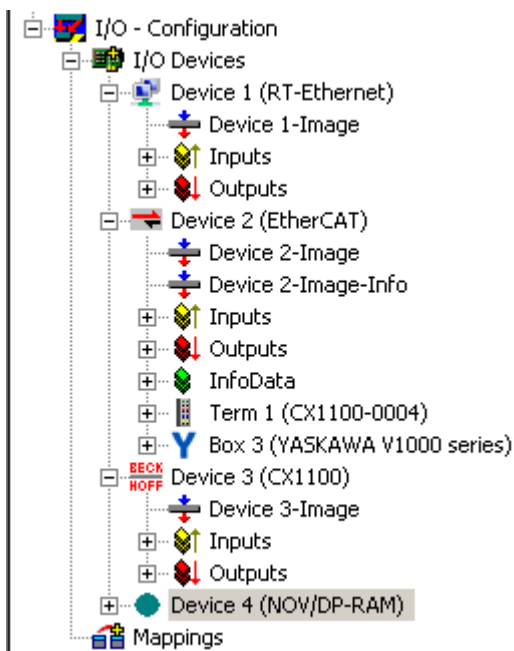 I/O - Configuration
I/O Devices
Device 1 (RT-Ethernet)
Device 1-Image
Inputs
Outputs
Device 2 (EtherCAT)
Device 2-Image
Device 2-Image-Info
Inputs
Outputs
InfoData
Term 1 (CX1100-0004)
Box 3 (YASKAWA V1000 series)
BECK
HOFF
Device 3 (CX1100)
Device 3-Image
Inputs
Outputs
Device 4 (NOV/DP-RAM)
Mappings